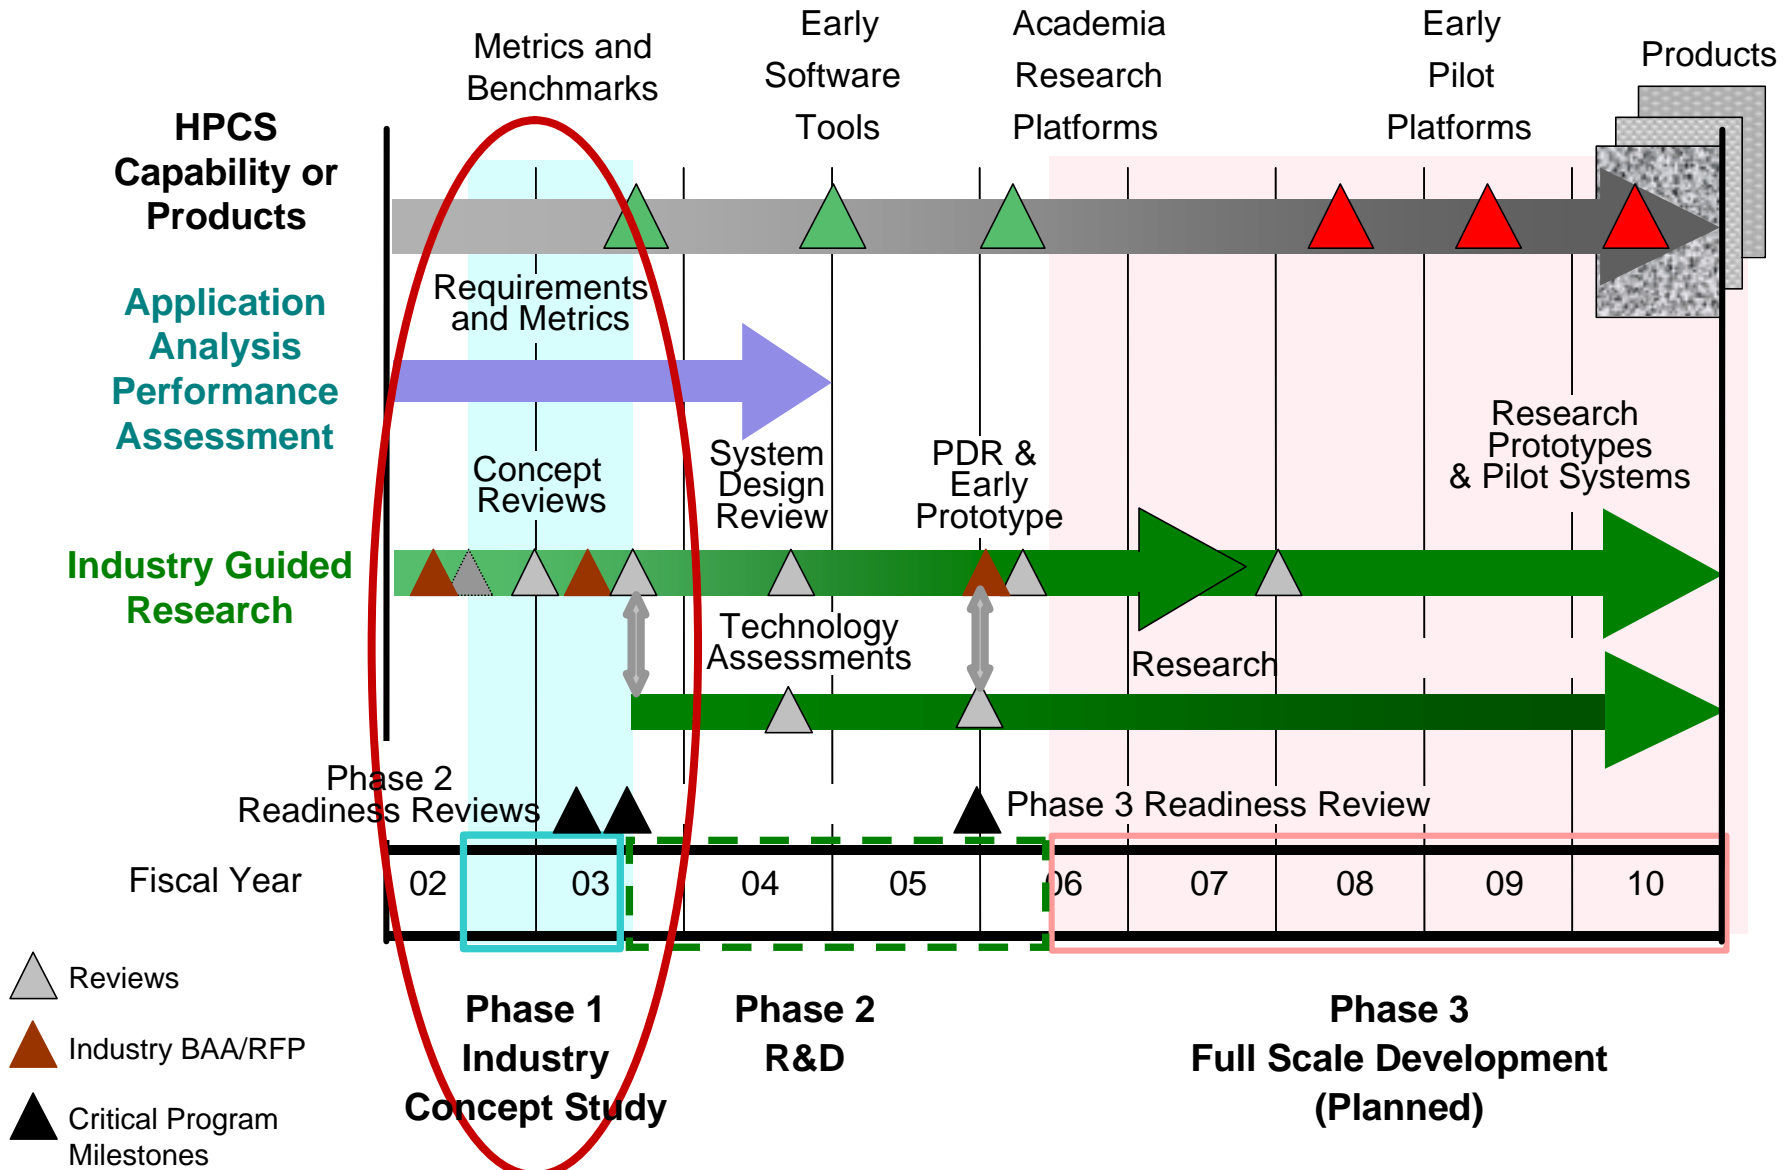 Metrics and
Benchmarks
Early
Software
Tools
Academia
Research
Platforms
Early
Pilot
Platforms
Products
HPCS
Capability or
Products
Requirements
and Metrics
Application
Analysis
Performance
Assessment
Concept
Reviews
System
Design
Review
PDR &
Early
Prototype
Research
Prototypes
& Pilot Systems
Industry Guided
Research
Technology
Assessments
Research
Phase 2
Readiness Reviews
Phase 3 Readiness Review
Fiscal Year
02
03
04
05
06
07
08
09
10
Reviews
Industry BAA/RFP
Critical Program
Milestones
Phase 1
Industry
Concept Study
Phase 2
R&D
Phase 3
Full Scale Development
(Planned)